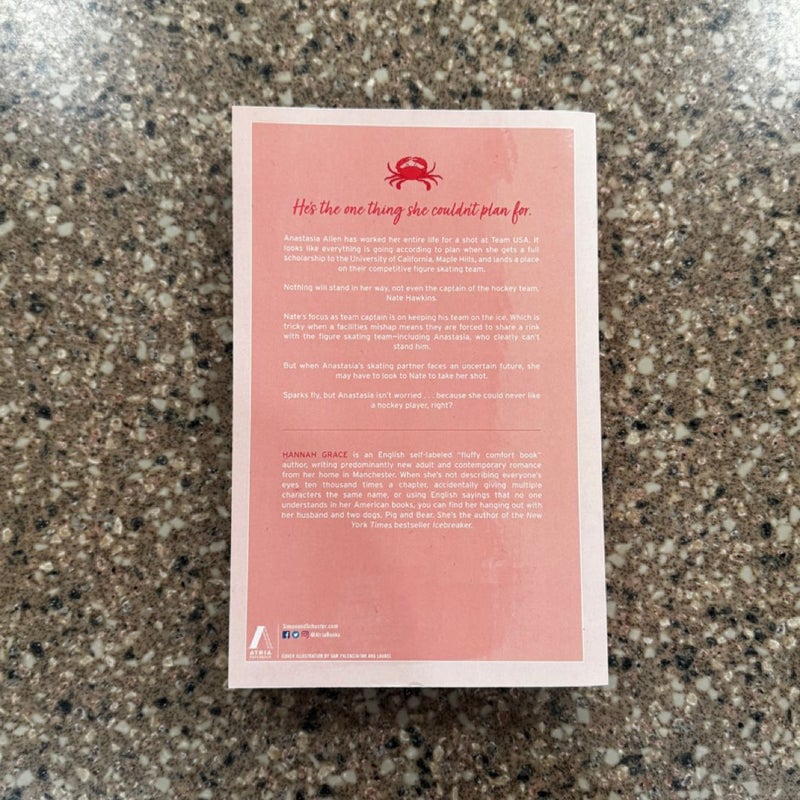 He's the one thing she couldn't plan for.
Anastasia Allen has worked her entire life for a shot at Team USA. It
looks like everything is going according to plan when she gets a full
scholarship to the University of California, Maple Hills, and lands a place
on their competitive figure skating team.
Nothing will stand in her way, not even the captain of the hockey team,
Nate Hawkins.
Nate's focus as team captain is on keeping his team on the ice. Which is
tricky when a facilities mishap means they are forced to share a rink
with the figure skating team—including Anastasia, who clearly can't
stand him.
But when Anastasia's skating partner faces an uncertain future, she
may have to look to Nate to take her shot.
Sparks fly, but Anastasia isn't worried . . . because she could never like
a hockey player, right?
HANNAH GRACE is an English self-labeled "fluffy comfort book"
author, writing predominantly new adult and contemporary romance
from her home in Manchester. When she's not describing everyone's
eyes ten thousand times a chapter, accidentally giving multiple
characters the same name, or using English sayings that no one
understands in her American books, you can find her hanging out with
her husband and two dogs, Pig and Bear. She's the author of the New
York Times bestseller Icebreaker.
SimonandSchuster.com
@AtriaBooks
ATRIA
PAPERBACK
COVER ILLUSTRATION BY